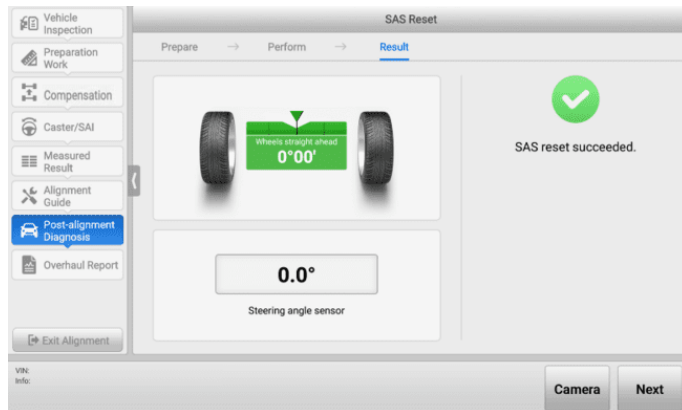 SAS Reset
Vehicle
Inspection
Preparation
Work
Compensation
Caster/SAI
Measured
Result
Alignment
Guide
Post-alignment
Diagnosis
Overhaul Report
Exit Alignment
Prepare → Perform → Result
Wheels straight ahead
0°00'
0.0°
Steering angle sensor
SAS reset succeeded.
VIN:
Info:
Camera
Next